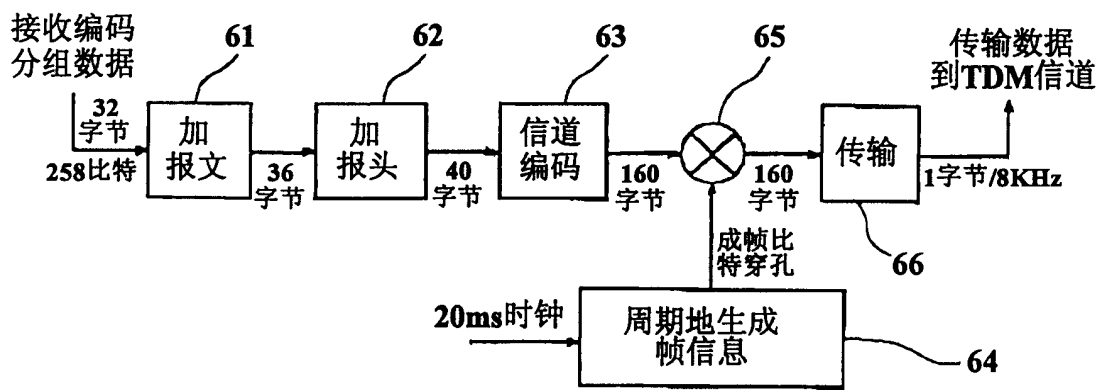 接收编码
分组数据
61
62
63
65
传输数据
到TDM信道
32
字节
258比特
加
报文
36
字节
加
报头
40
字节
信道
编码
160
字节
160
字节
传输
1字节/8KHz
66
成帧比
特穿孔
20ms时钟
周期地生成
帧信息
64